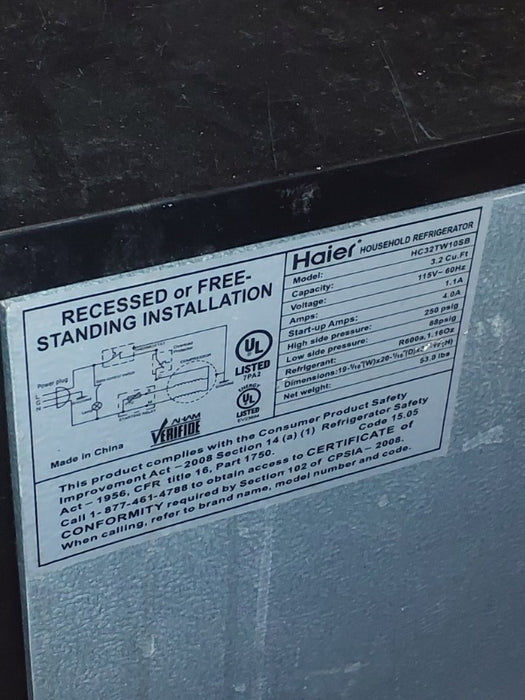 RECESSED or FREE-
STANDING INSTALLATION
Power plug
UL
LISTED
7PA2
ENERGY
UL
LISTED
AHAM
VERIFIDE
Made in China
Haier HOUSEHOLD REFRIGERATOR
Model: HC32TW10SB
Capacity: 3.2 Cu.Ft
Voltage: 115V~ 60Hz
Amps: 1.1A
Start-up Amps: 4.0A
High side pressure: 250 psig
Low side pressure: 88psig
Refrigerant: R600a, 1.16Oz
Dimensions:
Net weight: 53.0 lbs
This product complies with the Consumer Product Safety
Improvement Act - 2008 Section 14 (a) (1) Refrigerator Safety
Act - 1956, CFR title 16, Part 1750. Code 15.05
Call 1-877-461-4788 to obtain access to CERTIFICATE of
CONFORMITY required by Section 102 of CPSIA - 2008.
When calling, refer to brand name, model number and code.